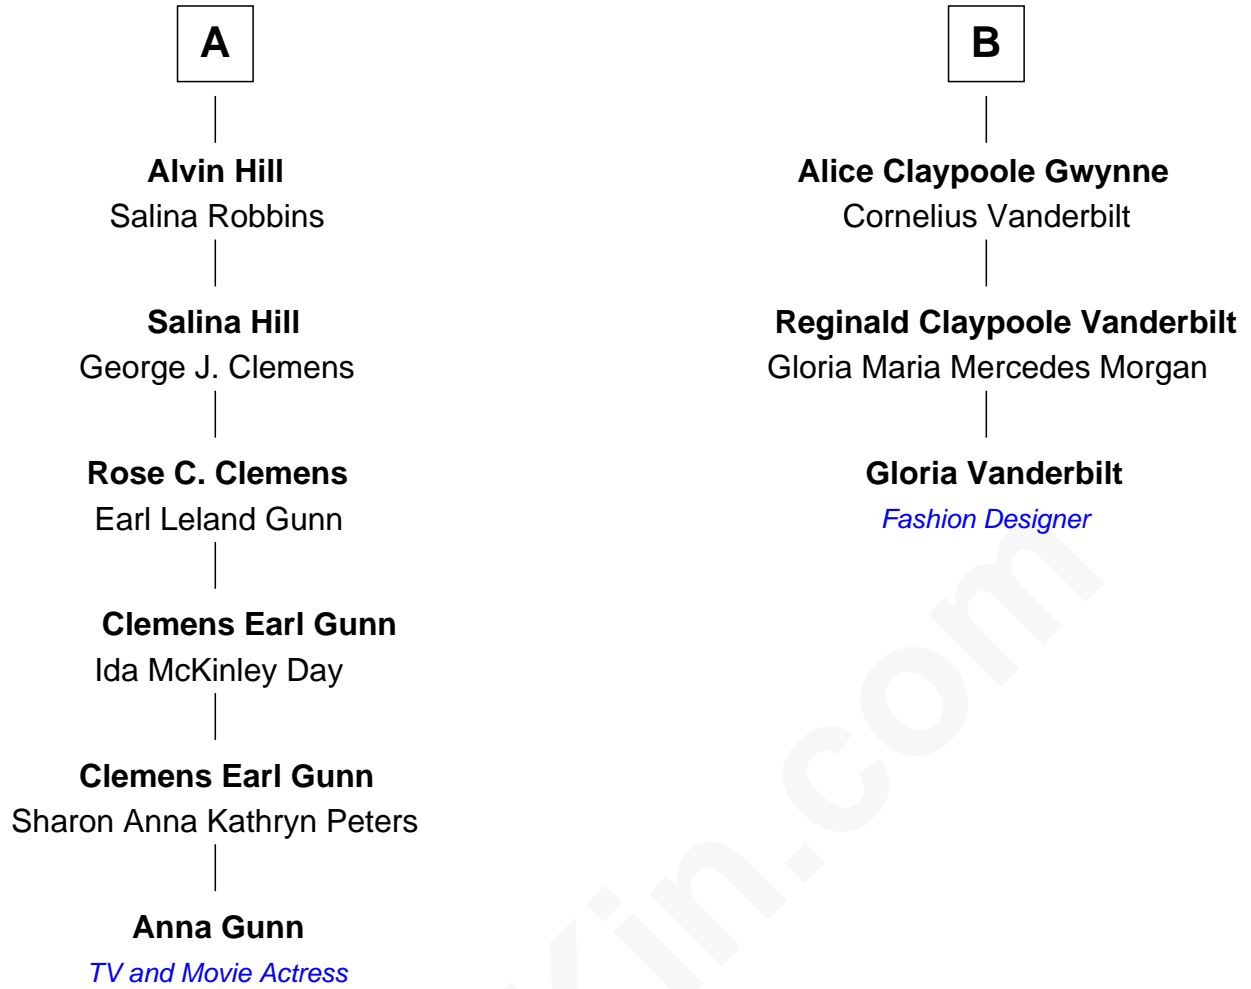 A
Alvin Hill
Salina Robbins
Salina Hill
George J. Clemens
Rose C. Clemens
Earl Leland Gunn
Clemens Earl Gunn
Ida McKinley Day
Clemens Earl Gunn
Sharon Anna Kathryn Peters
Anna Gunn
TV and Movie Actress
B
Alice Claypoole Gwynne
Cornelius Vanderbilt
Reginald Claypoole Vanderbilt
Gloria Maria Mercedes Morgan
Gloria Vanderbilt
Fashion Designer